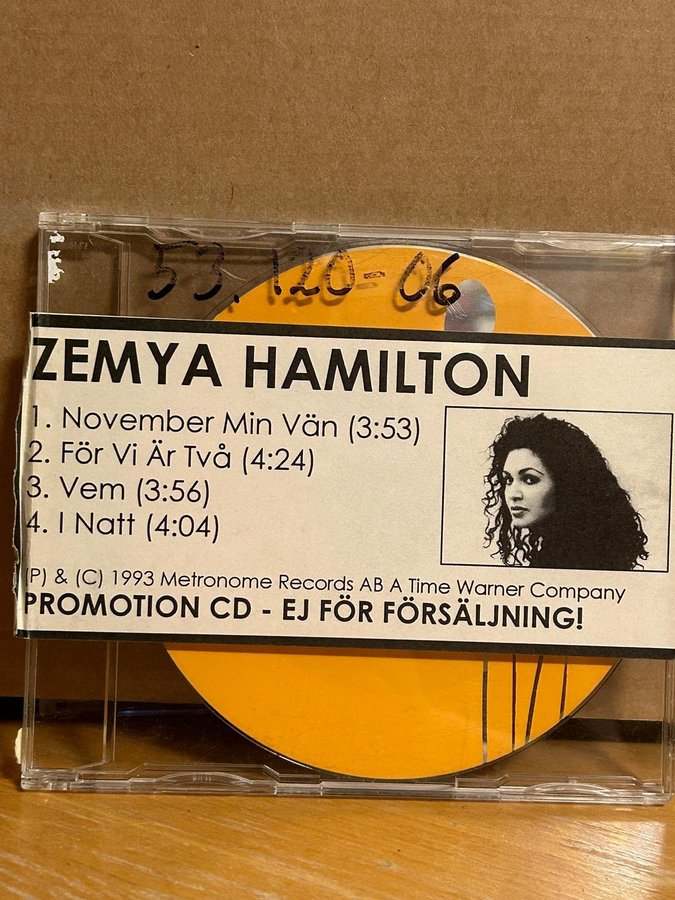 53.120-06
ZEMYA HAMILTON
1. November Min Vän (3:53)
2. För Vi Är Två (4:24)
3. Vem (3:56)
4. I Natt (4:04)
(P) & (C) 1993 Metronome Records AB A Time Warner Company
PROMOTION CD - EJ FÖR FÖRSÄLJNING!